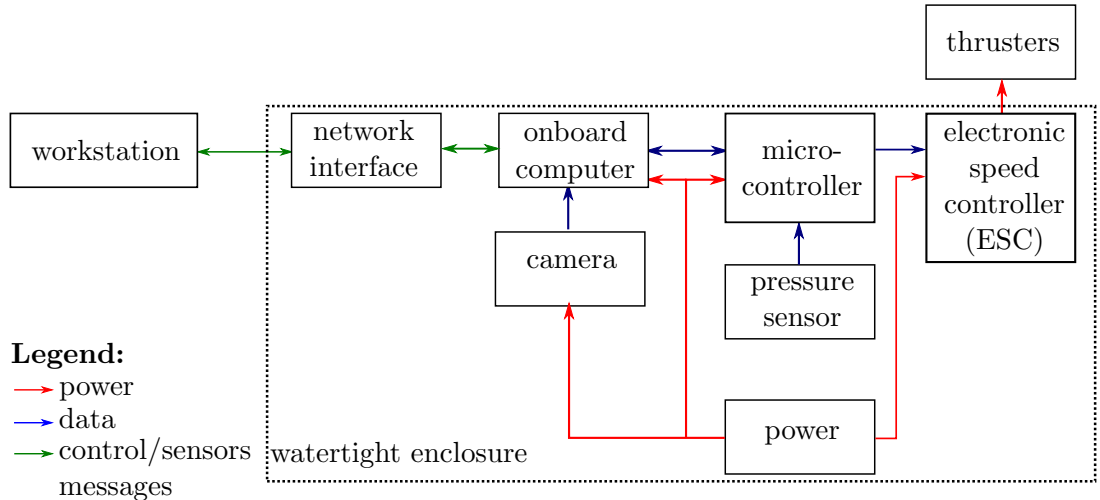 thrusters
workstation
network
interface
onboard
computer
micro-
controller
electronic
speed
controller
(ESC)
camera
pressure
sensor
Legend:
power
data
control/sensors
messages
watertight enclosure
power